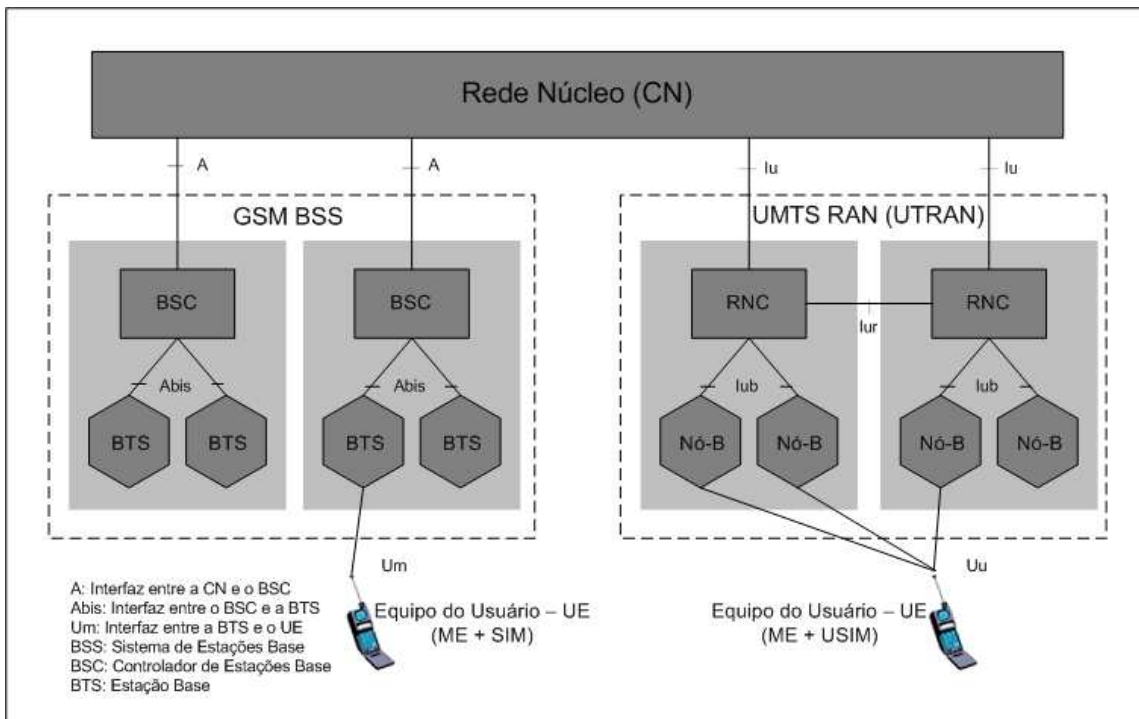 Rede Núcleo (CN)
A
A
Iu
Iu
GSM BSS
UMTS RAN (UTRAN)
BSC
BSC
RNC
RNC
Iur
Abis
Abis
Iub
Iub
BTS
BTS
BTS
BTS
Nó-B
Nó-B
Nó-B
Nó-B
Um
Uu
A: Interfaz entre a CN e o BSC
Abis: Interfaz entre o BSC e a BTS
Um: Interfaz entre a BTS e o UE
BSS: Sistema de Estações Base
BSC: Controlador de Estações Base
BTS: Estação Base
Equipo do Usuário – UE
(ME + SIM)
Equipo do Usuário – UE
(ME + USIM)